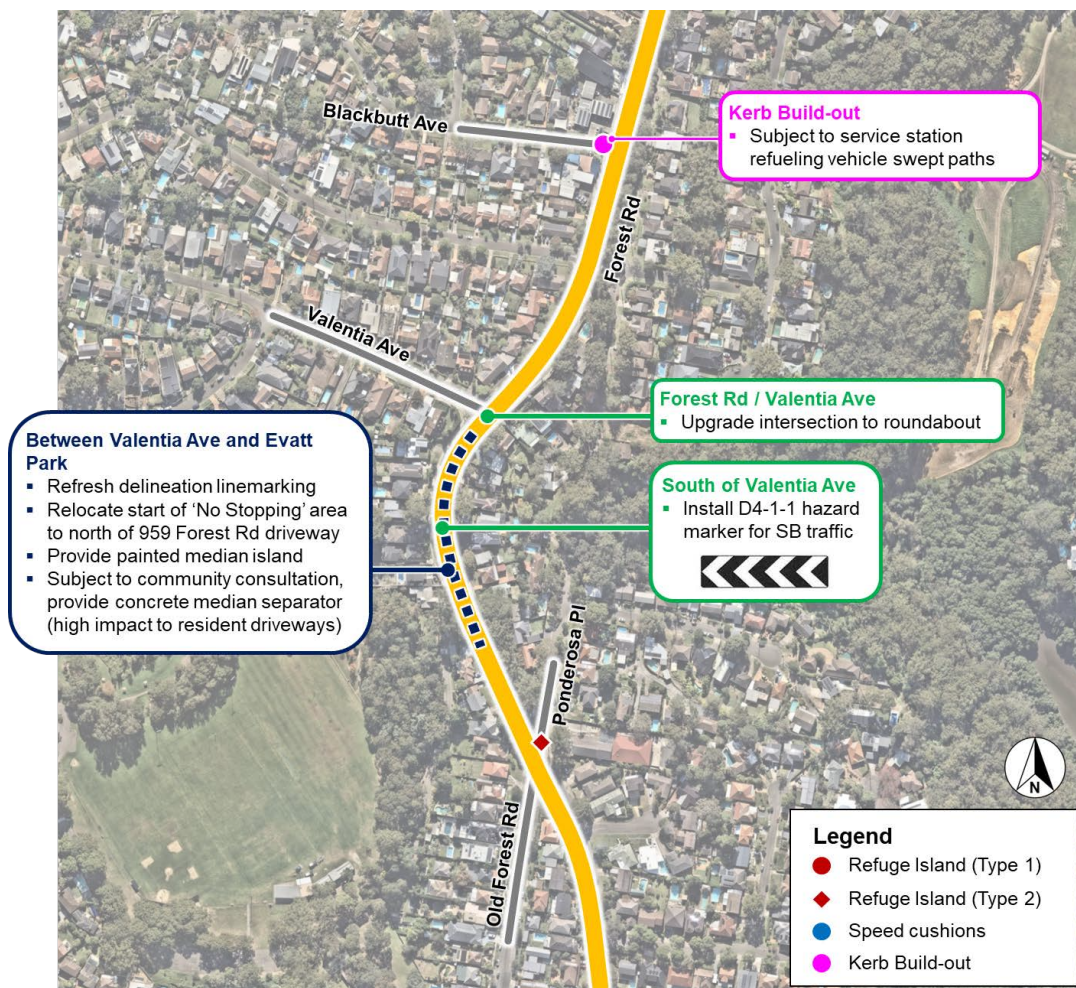 Blackbutt Ave
Kerb Build-out
▪ Subject to service station
refueling vehicle swept paths
Forest Rd
Valentia Ave
Forest Rd / Valentia Ave
▪ Upgrade intersection to roundabout
Between Valentia Ave and Evatt
Park
▪ Refresh delineation linemarking
▪ Relocate start of ‘No Stopping’ area
to north of 959 Forest Rd driveway
▪ Provide painted median island
▪ Subject to community consultation,
provide concrete median separator
(high impact to resident driveways)
South of Valentia Ave
▪ Install D4-1-1 hazard
marker for SB traffic
Ponderosa Pl
Old Forest Rd
N
Legend
Refuge Island (Type 1)
Refuge Island (Type 2)
Speed cushions
Kerb Build-out